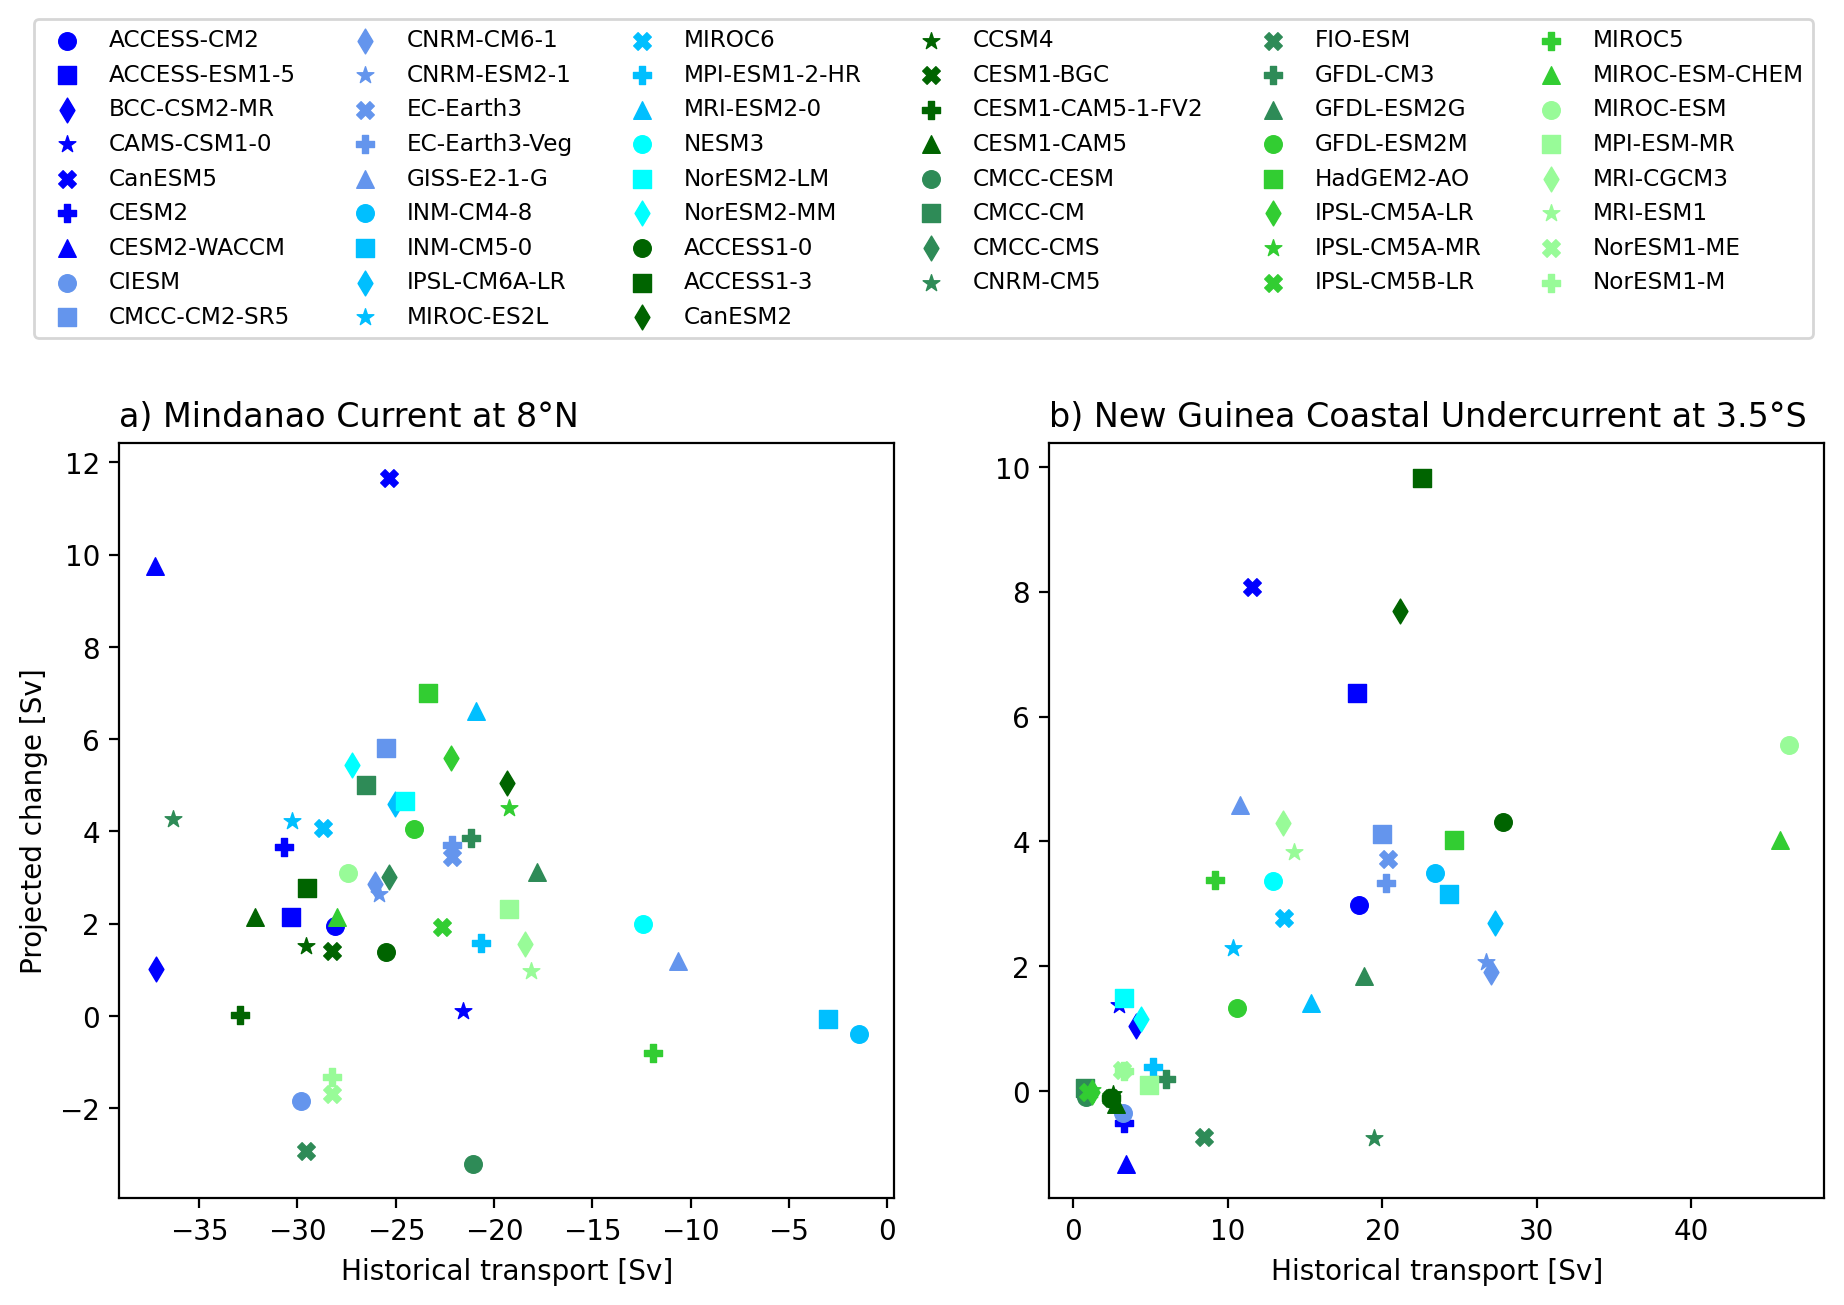 ACCESS-CM2 CNRM-CM6-1 MIROC6 CCSM4 FIO-ESM MIROC5
ACCESS-ESM1-5 CNRM-ESM2-1 MPI-ESM1-2-HR CESM1-BGC GFDL-CM3 MIROC-ESM-CHEM
BCC-CSM2-MR EC-Earth3 MRI-ESM2-0 CESM1-CAM5-1-FV2 GFDL-ESM2G MIROC-ESM
CAMS-CSM1-0 EC-Earth3-Veg NESM3 CESM1-CAM5 GFDL-ESM2M MPI-ESM-MR
CanESM5 GISS-E2-1-G NorESM2-LM CMCC-CESM HadGEM2-AO MRI-CGCM3
CESM2 INM-CM4-8 NorESM2-MM CMCC-CM IPSL-CM5A-LR MRI-ESM1
CESM2-WACCM INM-CM5-0 ACCESS1-0 CMCC-CMS IPSL-CM5A-MR NorESM1-ME
CIESM IPSL-CM6A-LR ACCESS1-3 CNRM-CM5 IPSL-CM5B-LR NorESM1-M
CMCC-CM2-SR5 MIROC-ES2L CanESM2
a) Mindanao Current at 8°N
12
10
8
6
4
2
0
−2
Projected change [Sv]
−35 −30 −25 −20 −15 −10 −5 0
Historical transport [Sv]
b) New Guinea Coastal Undercurrent at 3.5°S
10
8
6
4
2
0
0 10 20 30 40
Historical transport [Sv]